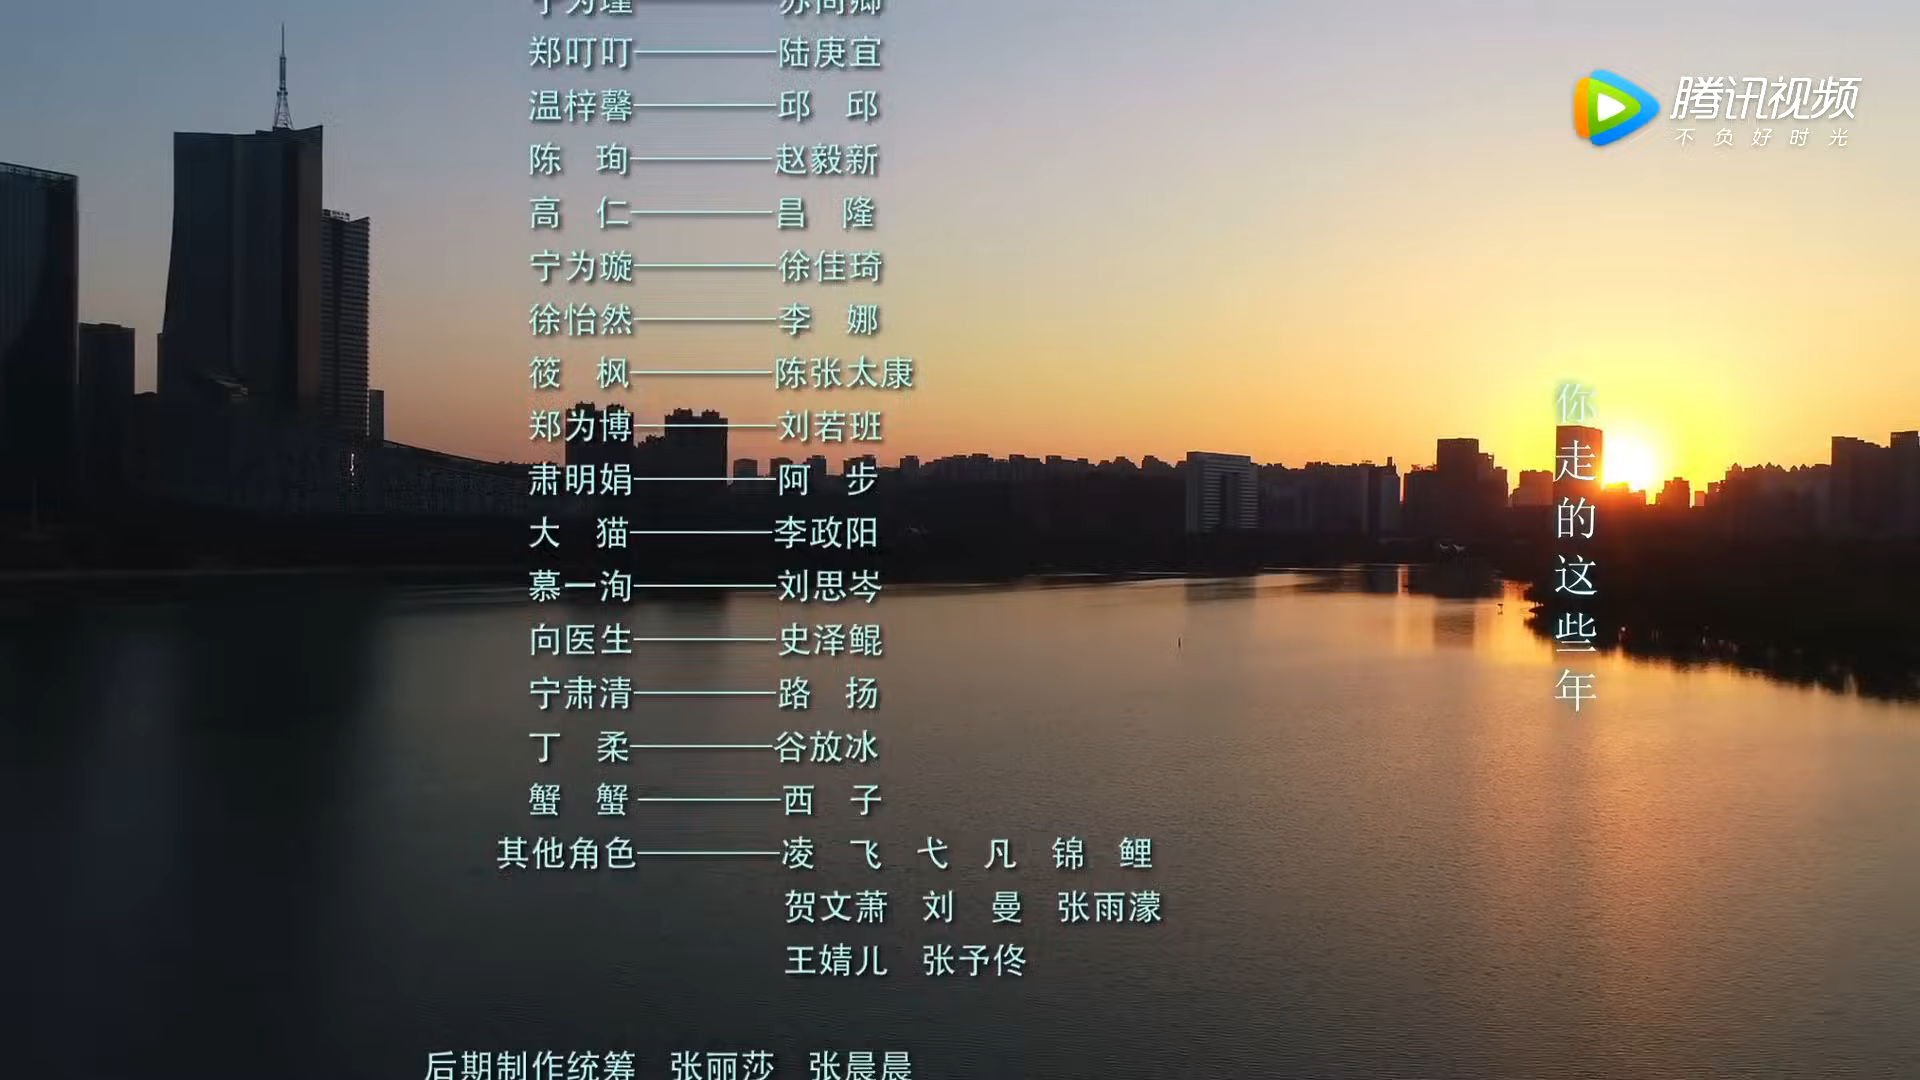 郑叮叮————陆庚宜
温梓馨————邱 邱
陈 珣————赵毅新
高 仁————昌 隆
宁为璇————徐佳琦
徐怡然————李 娜
筱 枫————陈张太康
郑为博————刘若班
肃明娟————阿 步
大 猫————李政阳
慕一洵————刘思岑
向医生————史泽鲲
宁肃清————路 扬
丁 柔————谷放冰
蟹 蟹————西 子
其他角色————凌 飞 弋 凡 锦 鲤
贺文萧 刘 曼 张雨濛
王婧儿 张予佟
后期制作统筹 张丽莎 张晨晨
腾讯视频
不负好时光
你走的这些年